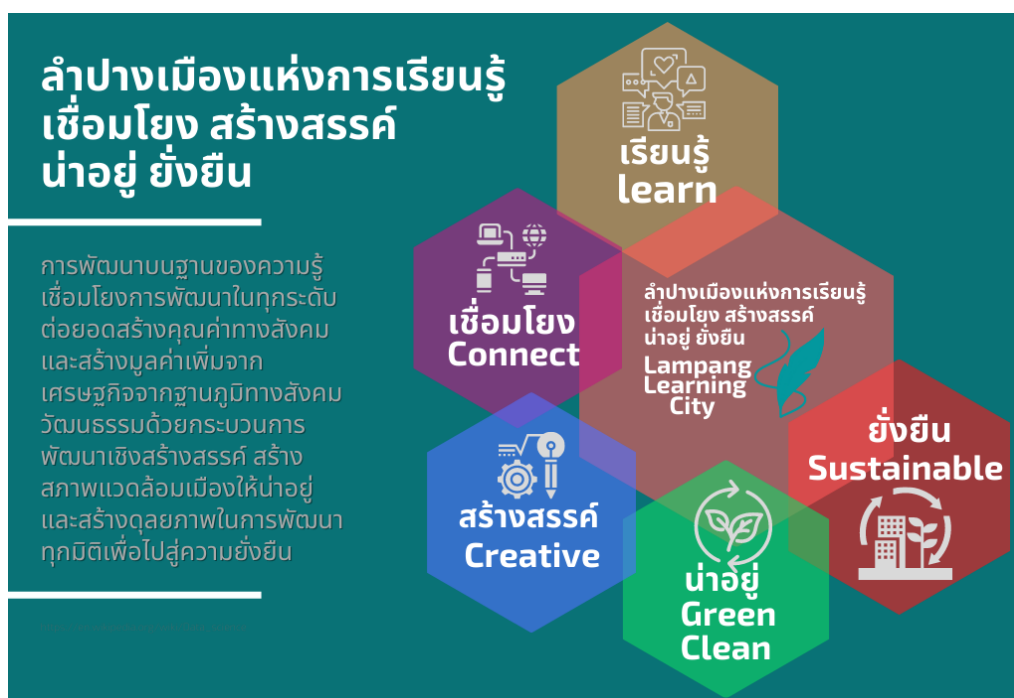 ลำปางเมืองแห่งการเรียนรู้
เชื่อมโยง สร้างสรรค์
น่าอยู่ ยั่งยืน
การพัฒนาบนฐานของความรู้
เชื่อมโยงการพัฒนาในทุกระดับ
ต่อยอดสร้างคุณค่าทางสังคม
และสร้างมูลค่าเพิ่มจาก
เศรษฐกิจจากฐานภูมิทางสังคม
วัฒนธรรมด้วยกระบวนการ
พัฒนาเชิงสร้างสรรค์ สร้าง
สภาพแวดล้อมเมืองให้น่าอยู่
และสร้างดุลยภาพในการพัฒนา
ทุกมิติเพื่อไปสู่ความยั่งยืน
เรียนรู้
learn
เชื่อมโยง
Connect
ลำปางเมืองแห่งการเรียนรู้
เชื่อมโยง สร้างสรรค์
น่าอยู่ ยั่งยืน
Lampang
Learning
City
ยั่งยืน
Sustainable
สร้างสรรค์
Creative
น่าอยู่
Green
Clean